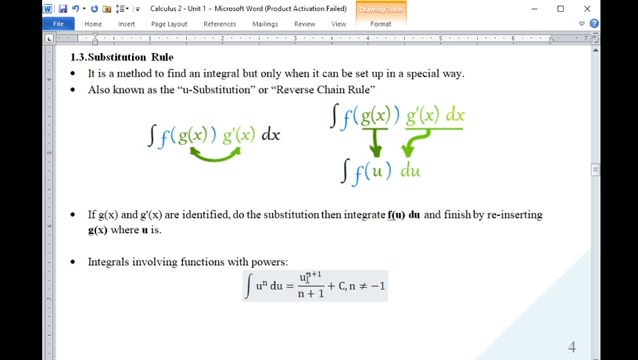 Calculus 2 - Unit 1 - Microsoft Word (Product Activation Failed)
Drawing Tools
File Home Insert Page Layout References Mailings Review View Format
1.3.Substitution Rule
• It is a method to find an integral but only when it can be set up in a special way.
• Also known as the “u-Substitution” or “Reverse Chain Rule”
∫ f(g(x)) g'(x) dx
∫ f(g(x)) g'(x) dx
∫ f(u) du
• If g(x) and g'(x) are identified, do the substitution then integrate f(u) du and finish by re-inserting
g(x) where u is.
• Integrals involving functions with powers:
∫ uⁿ du = uⁿ⁺¹ / n + 1 + C, n ≠ −1
4